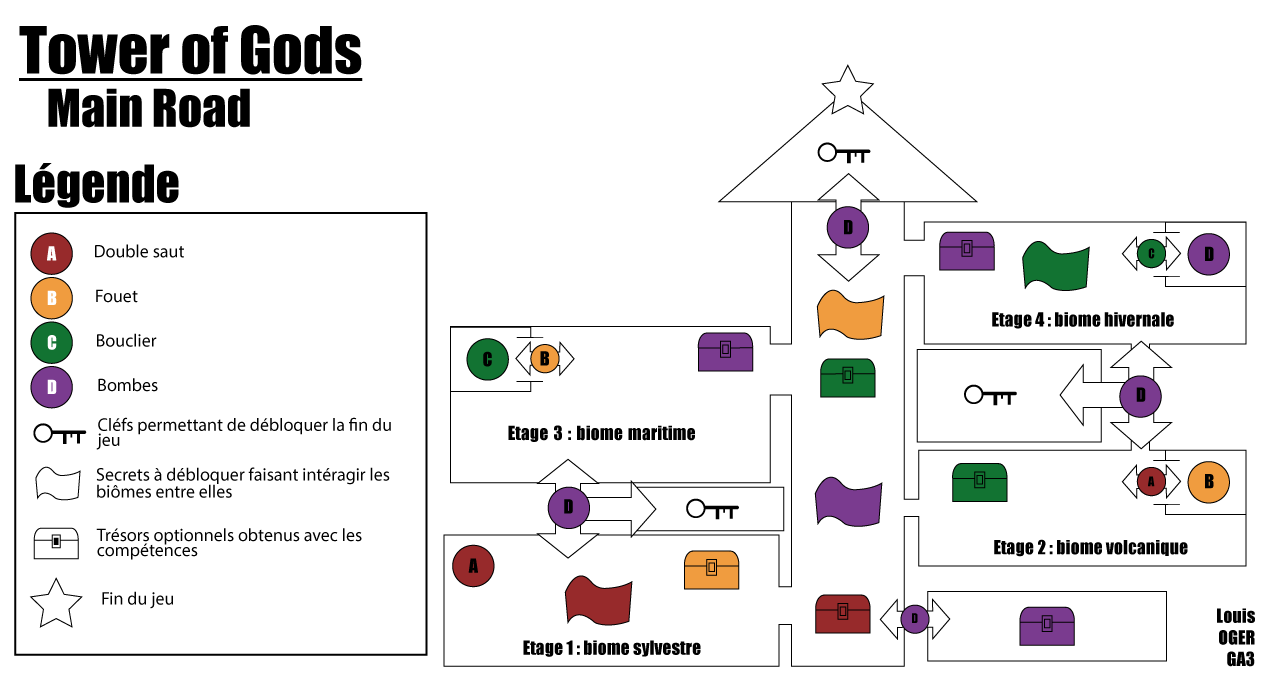 Tower of Gods
Main Road
Légende
A Double saut
B Fouet
C Bouclier
D Bombes
Cléfs permettant de débloquer la fin du
jeu
Secrets à débloquer faisant intéragir les
biômes entre elles
Trésors optionnels obtenus avec les
compétences
Fin du jeu
D
C D
Etage 4 : biome hivernale
C B
Etage 3 : biome maritime
D
A B
Etage 2 : biome volcanique
D
A
Etage 1 : biome sylvestre
D
Louis
OGER
GA3